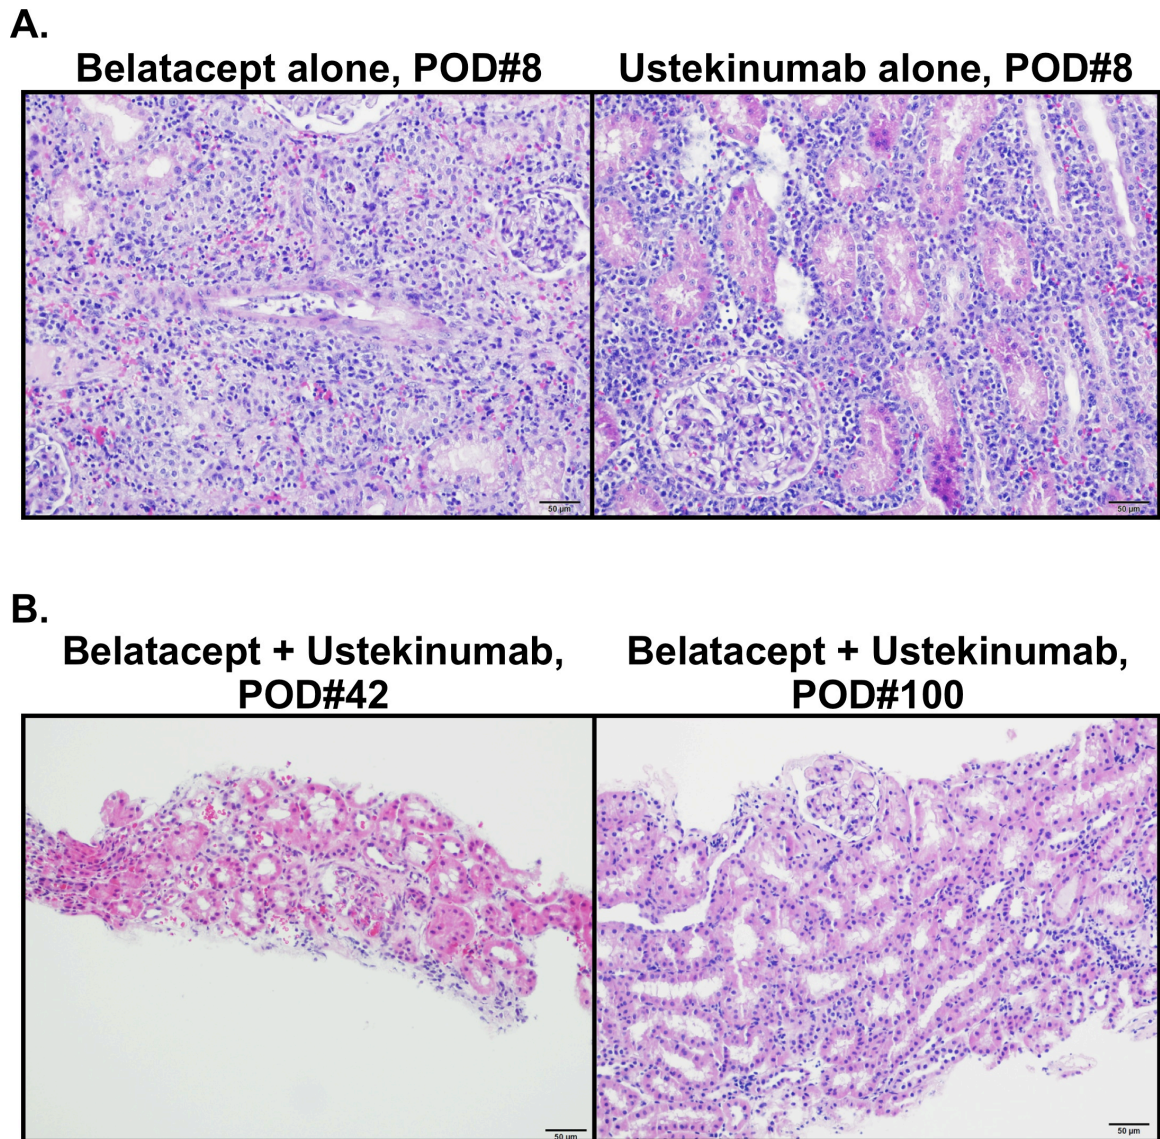 A.
Belatacept alone, POD#8
Ustekinumab alone, POD#8
50 µm
50 µm
B.
Belatacept + Ustekinumab,
POD#42
Belatacept + Ustekinumab,
POD#100
50 µm
50 µm